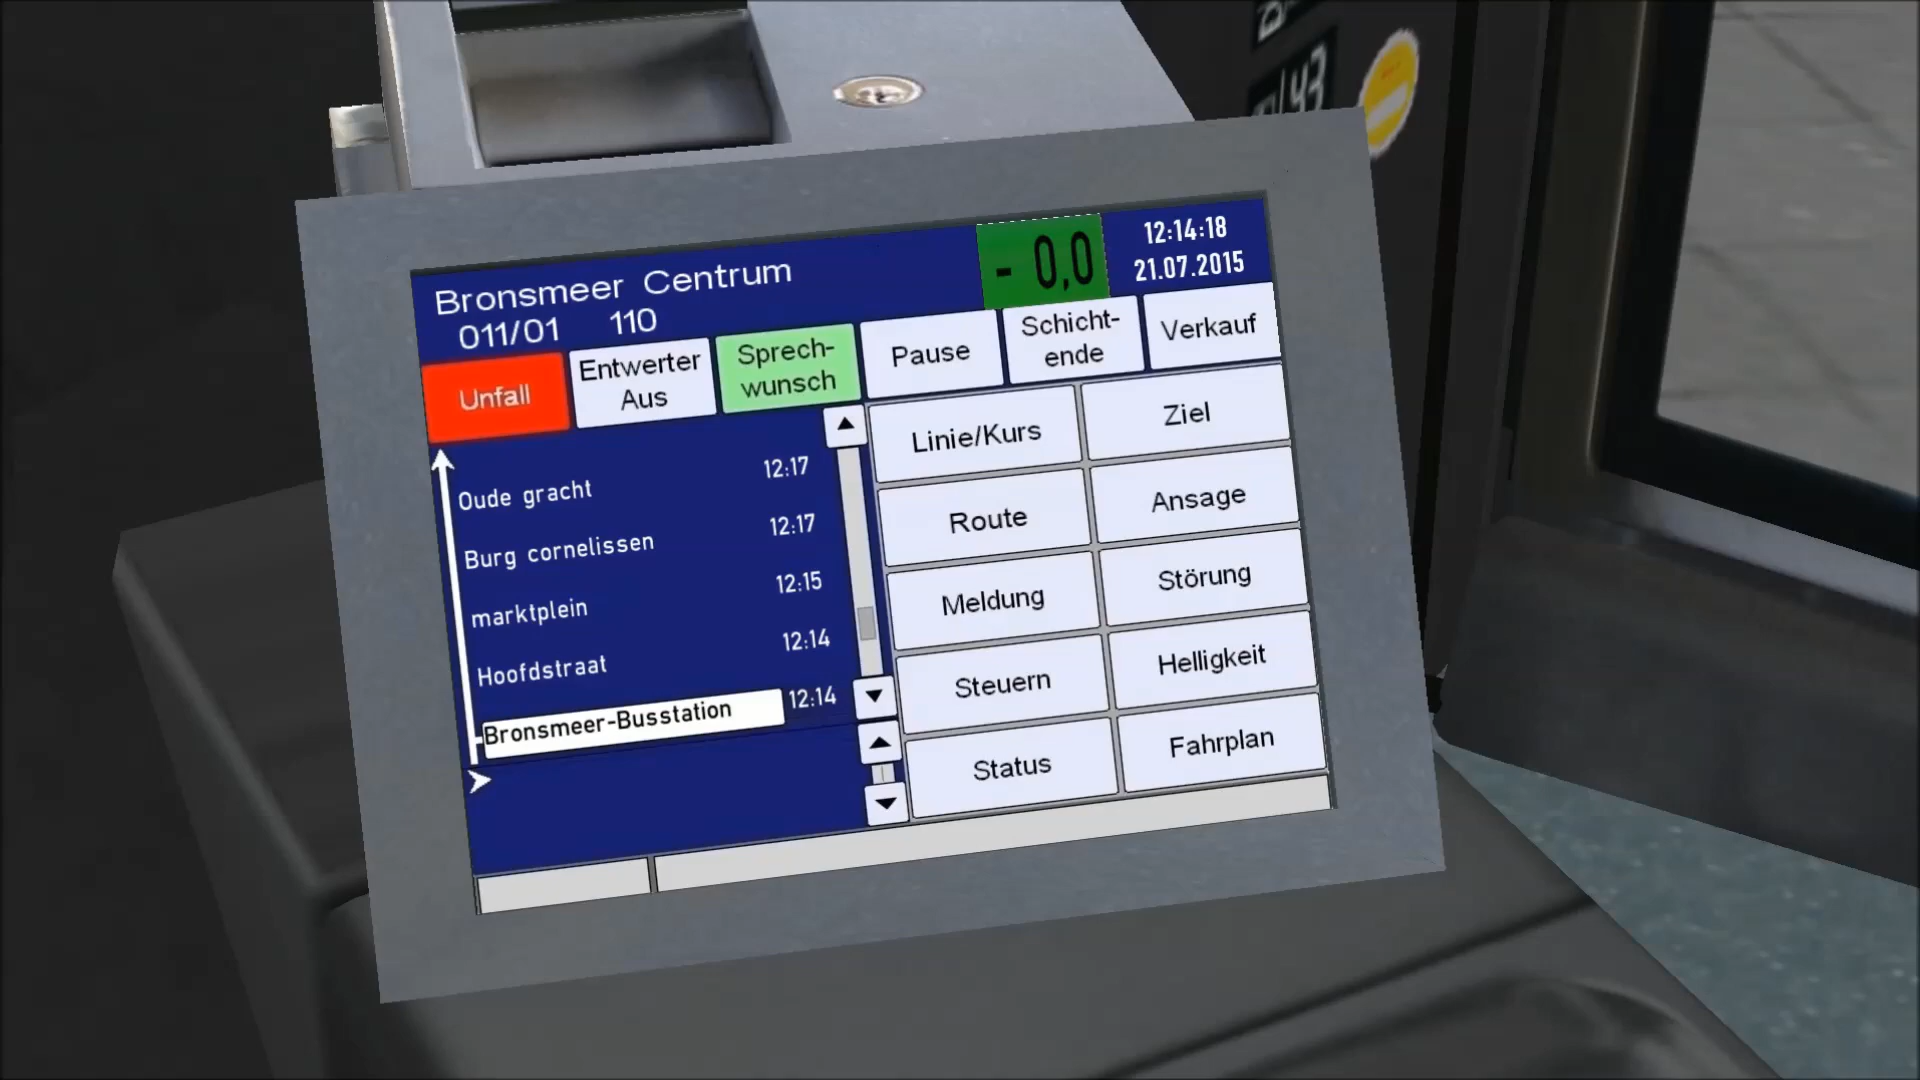 Bronsmeer Centrum
011/01 110
- 0,0
12:14:18
21.07.2015
Unfall
Entwerter
Aus
Sprech-
wunsch
Pause
Schicht-
ende
Verkauf
Oude gracht 12:17
Burg cornelissen 12:17
marktplein 12:15
Hoofdstraat 12:14
Bronsmeer-Busstation 12:14
Linie/Kurs
Ziel
Route
Ansage
Meldung
Störung
Steuern
Helligkeit
Status
Fahrplan